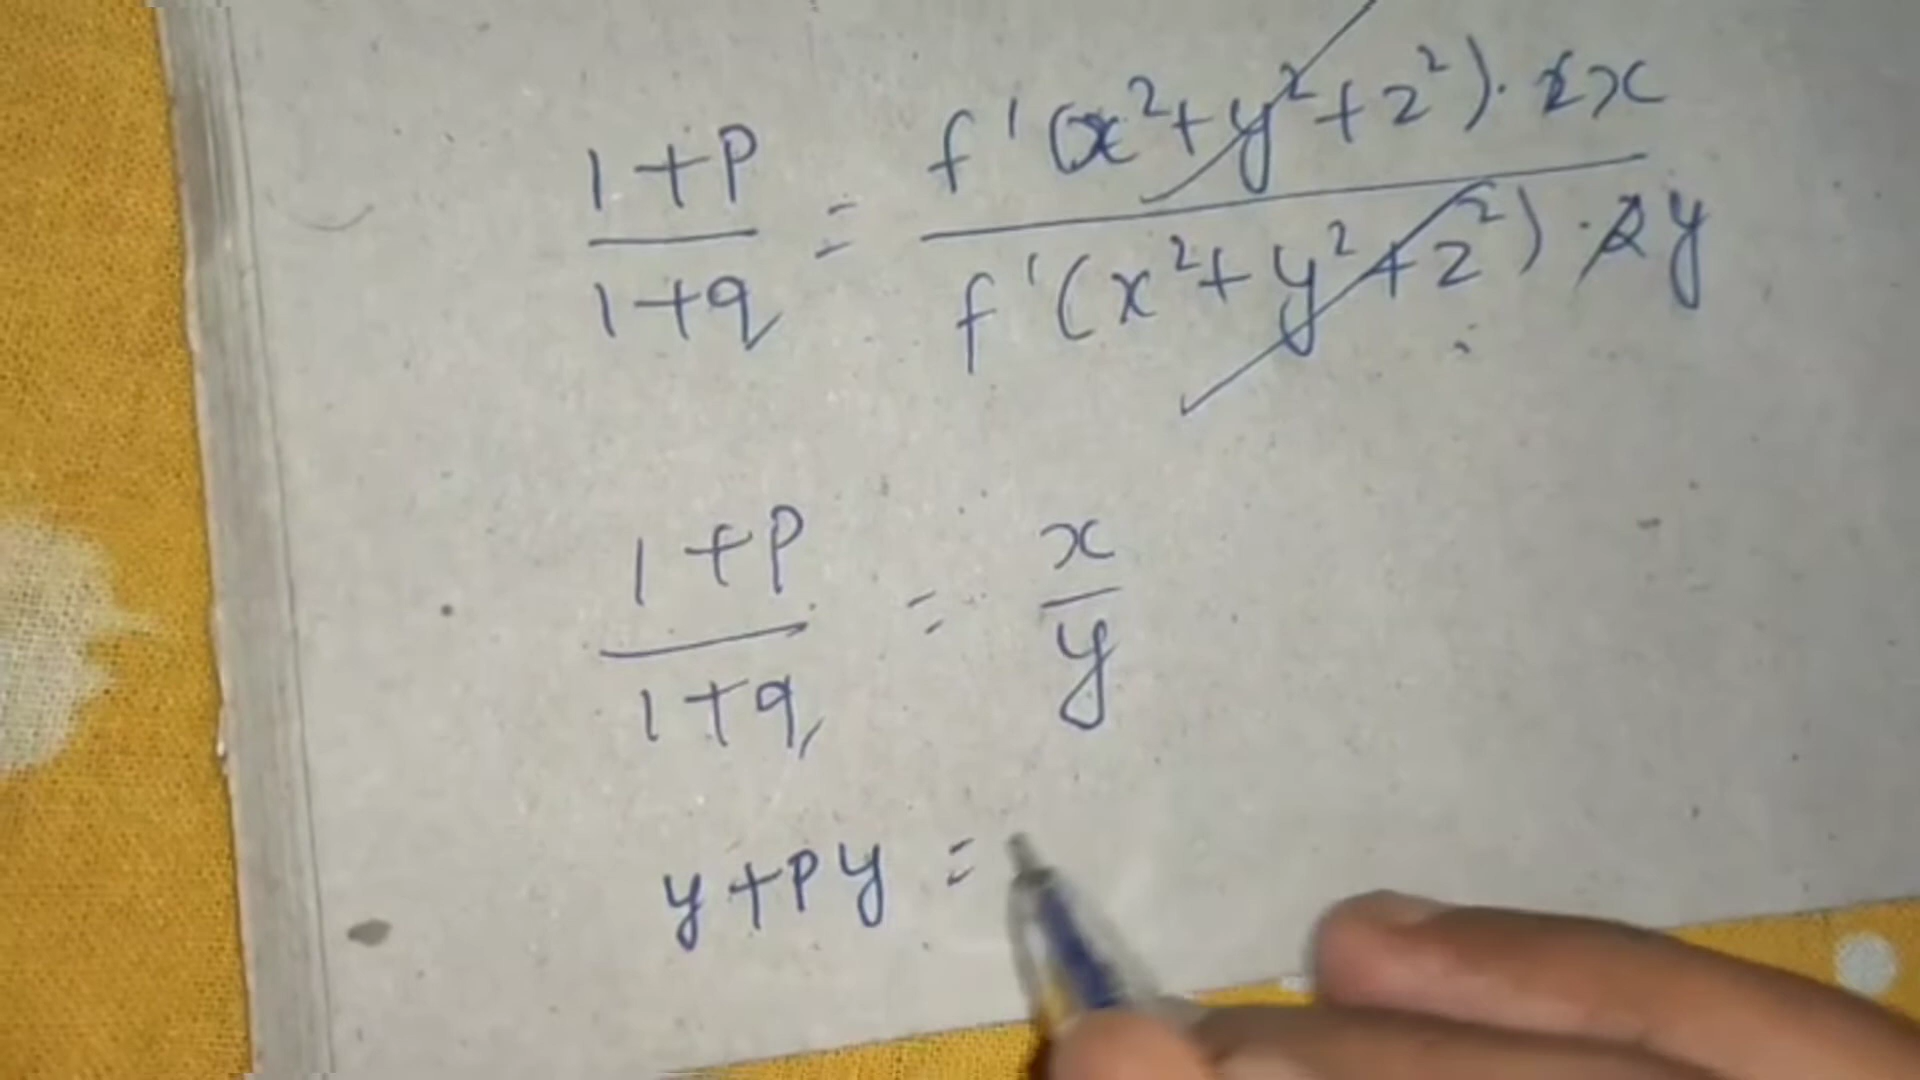 1+p / 1+q = f'(x²+y²+z²)·2x / f'(x²+y²+z²)·2y
1+p / 1+q = x / y
y+py =